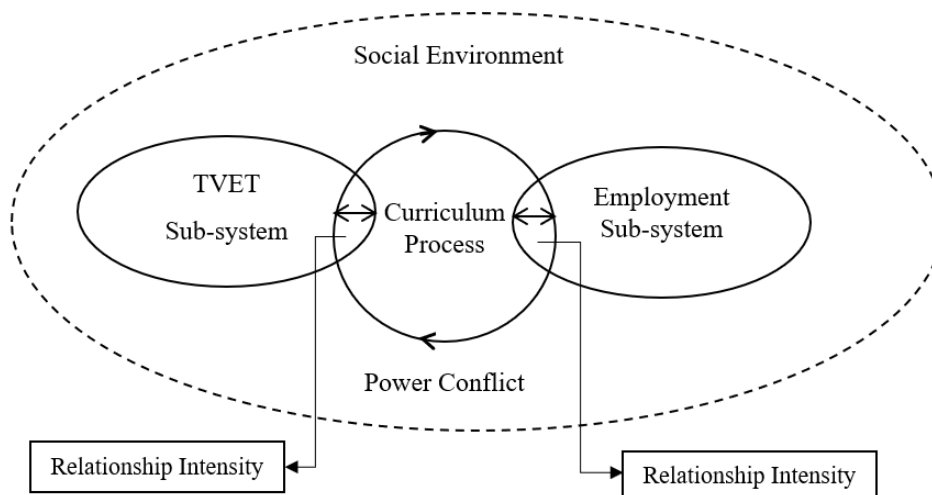 Social Environment
TVET
Sub-system
Curriculum
Process
Employment
Sub-system
Power Conflict
Relationship Intensity
Relationship Intensity